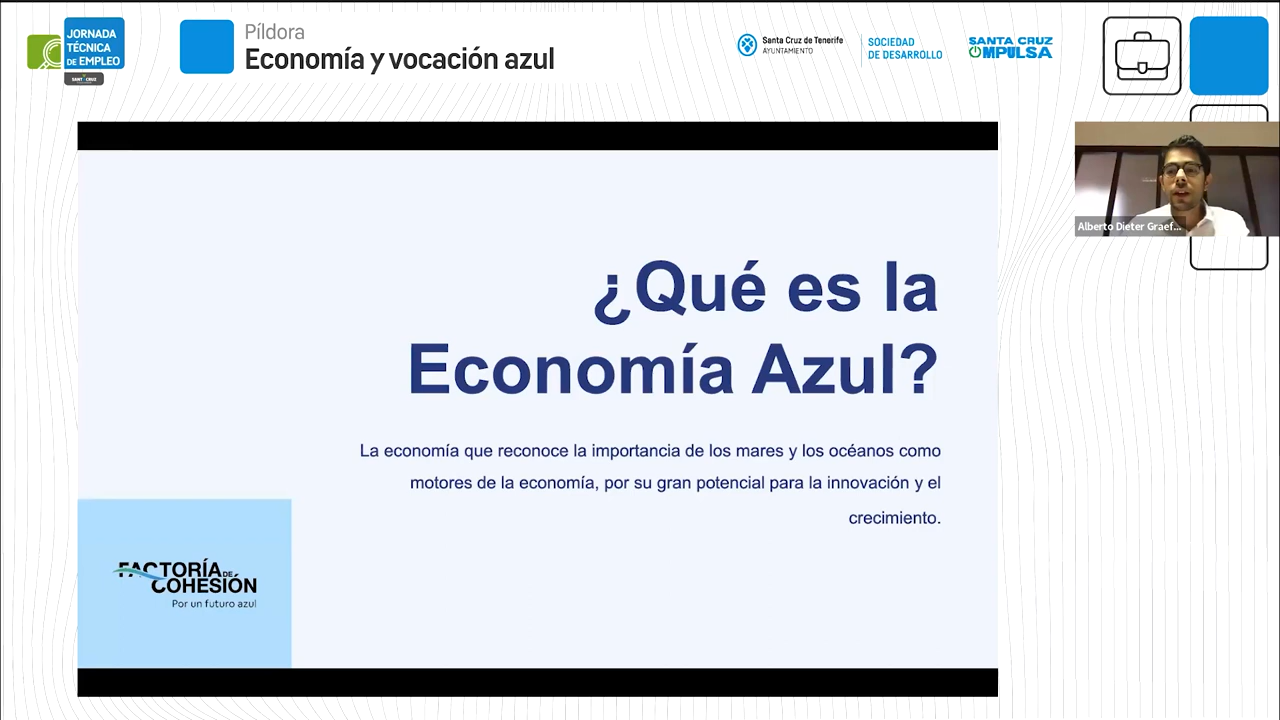 JORNADA
TÉCNICA
DE EMPLEO
Píldora
Economía y vocación azul
Santa Cruz de Tenerife
AYUNTAMIENTO
SOCIEDAD
DE DESARROLLO
SANTA CRUZ
MPULSA
Alberto Dieter Graef...
¿Qué es la
Economía Azul?
La economía que reconoce la importancia de los mares y los océanos como
motores de la economía, por su gran potencial para la innovación y el
crecimiento.
FACTORÍA DE
COHESIÓN
Por un futuro azul